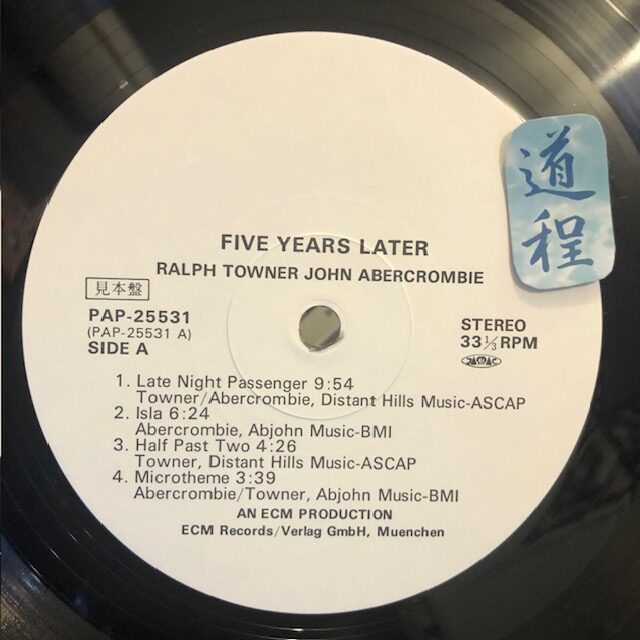 道程
FIVE YEARS LATER
RALPH TOWNER JOHN ABERCROMBIE
見本盤
PAP-25531
(PAP-25531 A)
SIDE A
STEREO
33 1/3 RPM
JASRAC
1. Late Night Passenger 9:54
Towner/Abercrombie, Distant Hills Music-ASCAP
2. Isla 6:24
Abercrombie, Abjohn Music-BMI
3. Half Past Two 4:26
Towner, Distant Hills Music-ASCAP
4. Microtheme 3:39
Abercrombie/Towner, Abjohn Music-BMI
AN ECM PRODUCTION
ECM Records/Verlag GmbH, Muenchen